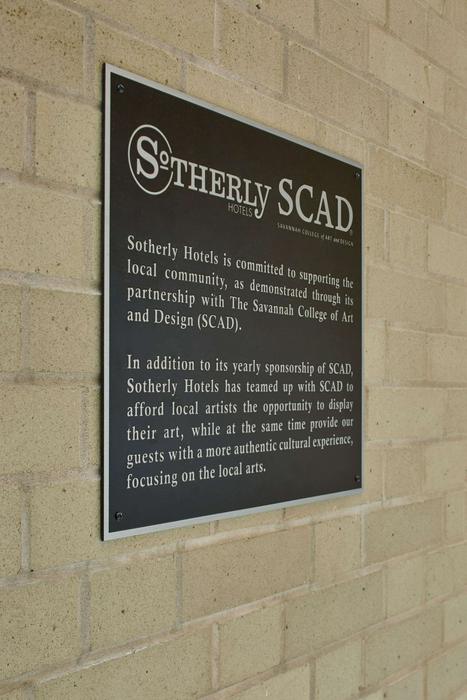 SOTHERLY SCAD®
HOTELS
SAVANNAH COLLEGE of ART and DESIGN
Sotherly Hotels is committed to supporting the
local community, as demonstrated through its
partnership with The Savannah College of Art
and Design (SCAD).
In addition to its yearly sponsorship of SCAD,
Sotherly Hotels has teamed up with SCAD to
afford local artists the opportunity to display
their art, while at the same time provide our
guests with a more authentic cultural experience,
focusing on the local arts.